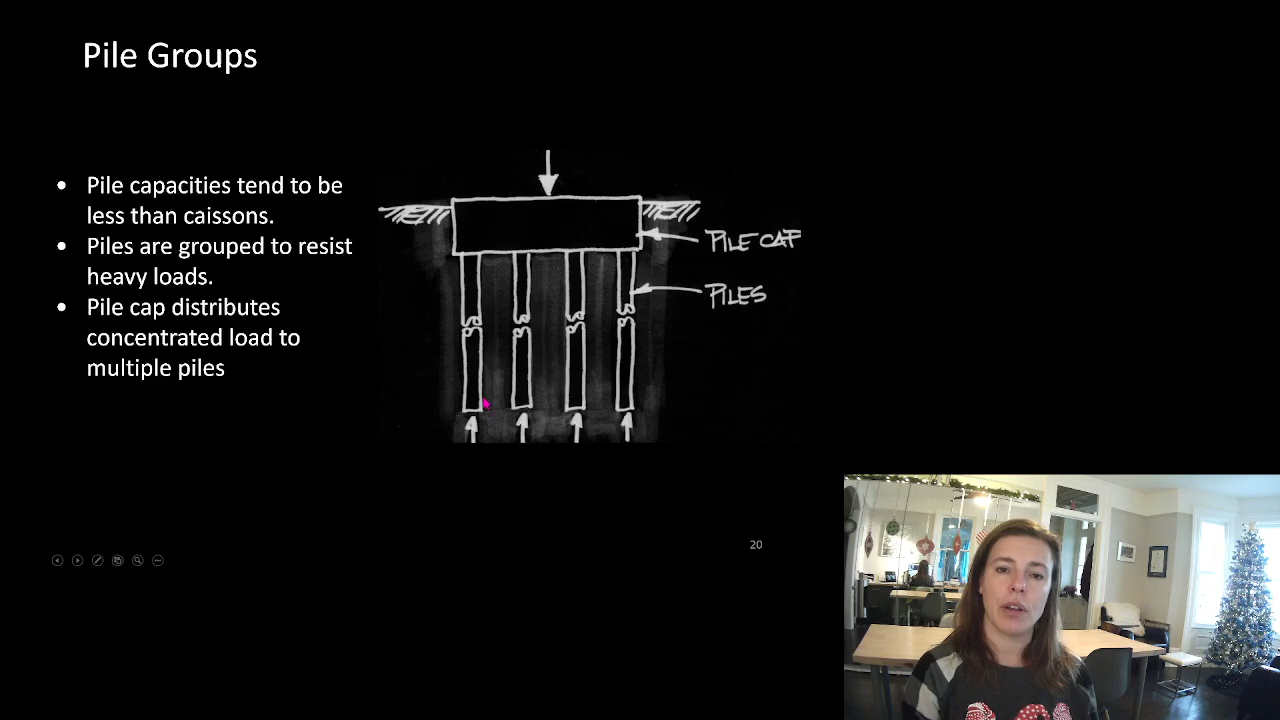 Pile Groups
• Pile capacities tend to be
less than caissons.
• Piles are grouped to resist
heavy loads.
• Pile cap distributes
concentrated load to
multiple piles
PILE CAP
PILES
20